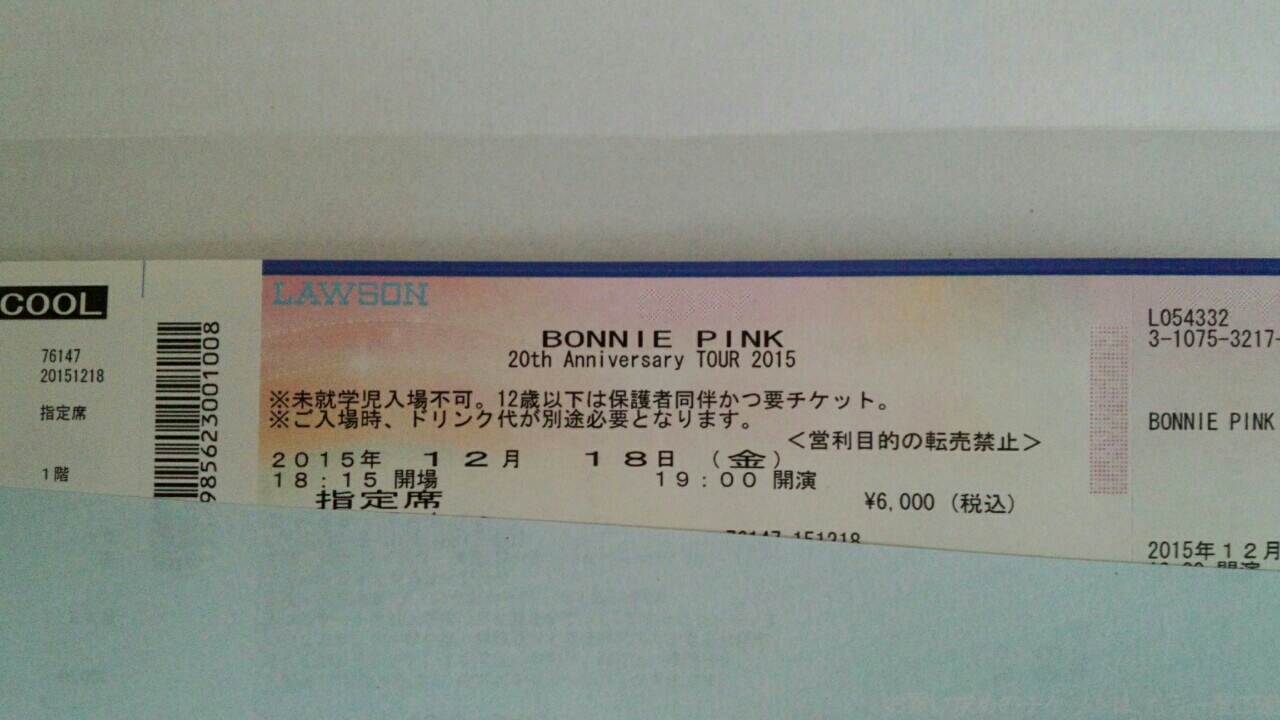 COOL
76147
20151218
指定席
1階
985623001008
LAWSON
BONNIE PINK
20th Anniversary TOUR 2015
※未就学児入場不可。12歳以下は保護者同伴かつ要チケット。
※ご入場時、ドリンク代が別途必要となります。
＜営利目的の転売禁止＞
2015年 12月 18日 (金)
18:15 開場 19:00 開演
指定席 ¥6,000 (税込)
76147 151218
L054332
3-1075-3217-
BONNIE PINK
2015年12月